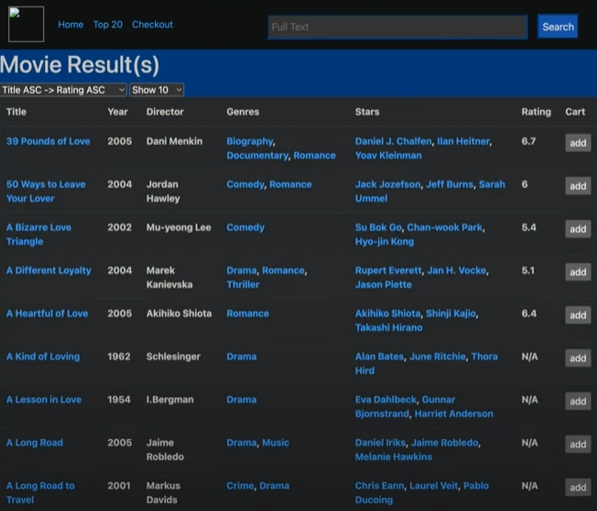 Home Top 20 Checkout Full Text Search
Movie Result(s)
Title ASC -> Rating ASC Show 10
Title Year Director Genres Stars Rating Cart
39 Pounds of Love 2005 Dani Menkin Biography, Documentary, Romance Daniel J. Chalfen, Ilan Heitner, Yoav Kleinman 6.7 add
50 Ways to Leave Your Lover 2004 Jordan Hawley Comedy, Romance Jack Jozefson, Jeff Burns, Sarah Ummel 6 add
A Bizarre Love Triangle 2002 Mu-yeong Lee Comedy Su Bok Go, Chan-wook Park, Hyo-jin Kong 5.4 add
A Different Loyalty 2004 Marek Kanievska Drama, Romance, Thriller Rupert Everett, Jan H. Vocke, Jason Piette 5.1 add
A Heartful of Love 2005 Akihiko Shiota Romance Akihiko Shiota, Shinji Kajio, Takashi Hirano 6.4 add
A Kind of Loving 1962 Schlesinger Drama Alan Bates, June Ritchie, Thora Hird N/A add
A Lesson in Love 1954 I.Bergman Drama Eva Dahlbeck, Gunnar Bjornstrand, Harriet Anderson N/A add
A Long Road 2005 Jaime Robledo Drama, Music Daniel Iriks, Jaime Robledo, Melanie Hawkins N/A add
A Long Road to Travel 2001 Markus Davids Crime, Drama Chris Eann, Laurel Veit, Pablo Ducoing N/A add